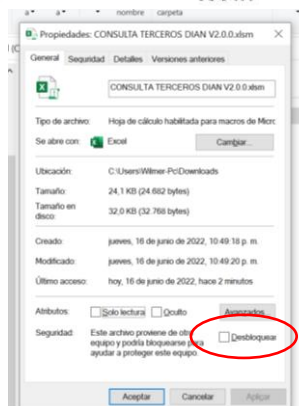 nombre carpeta
Propiedades: CONSULTA TERCEROS DIAN V2.0.0.xlsm
General Seguridad Detalles Versiones anteriores
CONSULTA TERCEROS DIAN V2.0.0.xlsm
Tipo de archivo: Hoja de cálculo habilitada para macros de Micro
Se abre con: Excel Cambiar...
Ubicación: C:\Users\Wilmer-Pc\Downloads
Tamaño: 24,1 KB (24.682 bytes)
Tamaño en disco: 32,0 KB (32.768 bytes)
Creado: jueves, 16 de junio de 2022, 10:49:18 p. m.
Modificado: jueves, 16 de junio de 2022, 10:49:20 p. m.
Último acceso: hoy, 16 de junio de 2022, hace 2 minutos
Atributos: Solo lectura Oculto Avanzados...
Seguridad: Este archivo proviene de otro Desbloquear
equipo y podría bloquearse para
ayudar a proteger este equipo.
Aceptar Cancelar Aplicar